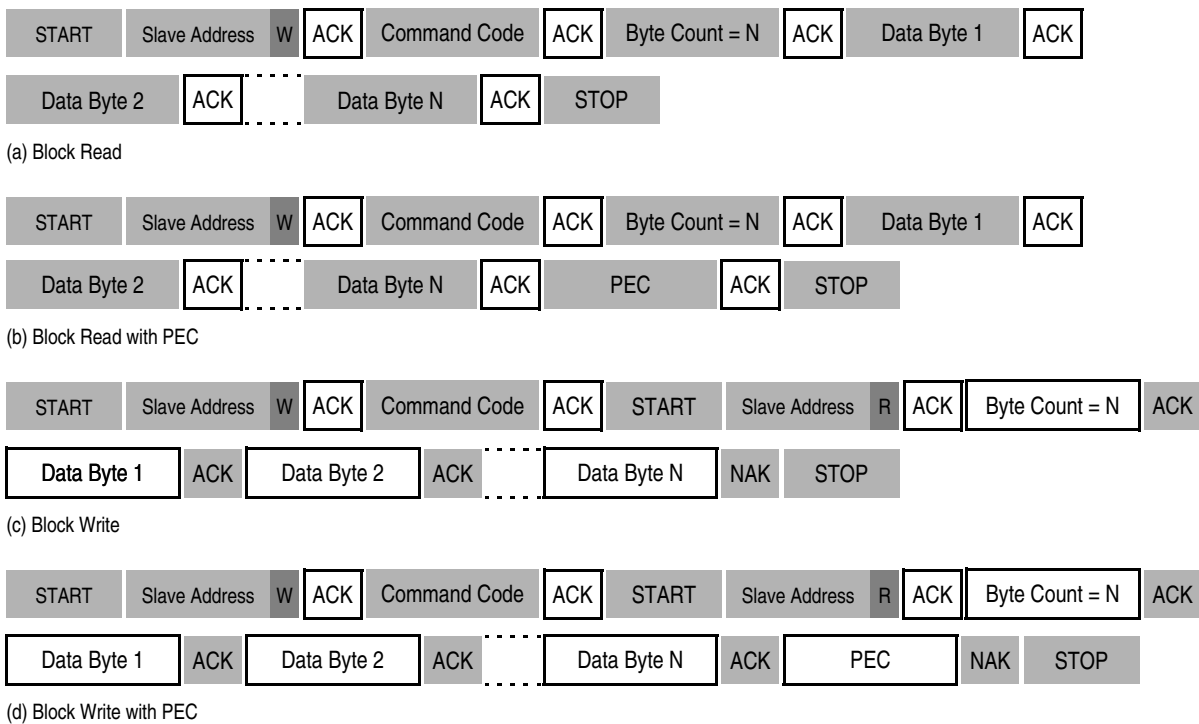 START Slave Address W ACK Command Code ACK Byte Count = N ACK Data Byte 1 ACK
Data Byte 2 ACK Data Byte N ACK STOP
(a) Block Read
START Slave Address W ACK Command Code ACK Byte Count = N ACK Data Byte 1 ACK
Data Byte 2 ACK Data Byte N ACK PEC ACK STOP
(b) Block Read with PEC
START Slave Address W ACK Command Code ACK START Slave Address R ACK Byte Count = N ACK
Data Byte 1 ACK Data Byte 2 ACK Data Byte N NAK STOP
(c) Block Write
START Slave Address W ACK Command Code ACK START Slave Address R ACK Byte Count = N ACK
Data Byte 1 ACK Data Byte 2 ACK Data Byte N ACK PEC NAK STOP
(d) Block Write with PEC